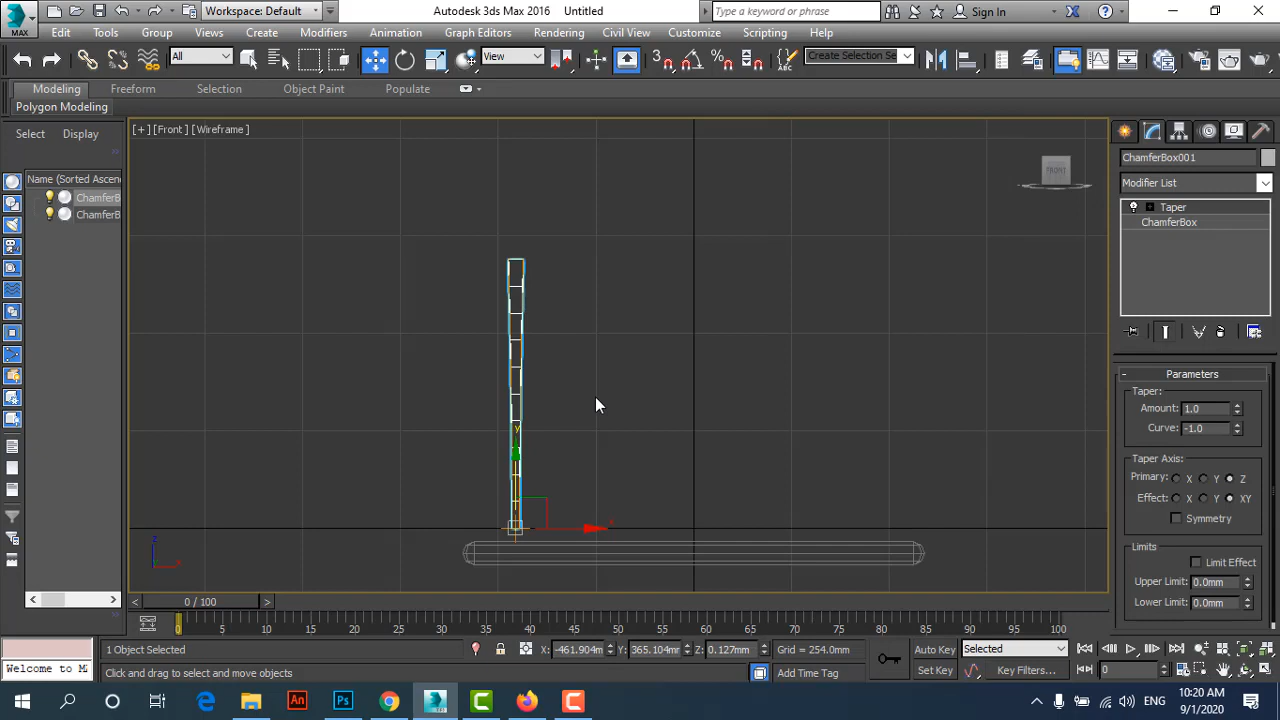 MAX
Workspace: Default
Autodesk 3ds Max 2016 Untitled
Type a keyword or phrase
Sign In
Edit Tools Group Views Create Modifiers Animation Graph Editors Rendering Civil View Customize Scripting Help
All
View
3
Create Selection Se
Modeling Freeform Selection Object Paint Populate
Polygon Modeling
Select Display
[+] [Front] [Wireframe]
Name (Sorted Ascen
ChamferB
ChamferB
FRONT
y
x
z
x
ChamferBox001
Modifier List
Taper
ChamferBox
Parameters
Taper:
Amount: 1.0
Curve: -1.0
Taper Axis:
Primary: X Y Z
Effect: X Y XY
Symmetry
Limits
Limit Effect
Upper Limit: 0.0mm
Lower Limit: 0.0mm
0 / 100
0 5 10 15 20 25 30 35 40 45 50 55 60 65 70 75 80 85 90 95 100
1 Object Selected
X: -461.904m Y: 365.104mm Z: 0.127mm Grid = 254.0mm
Auto Key Selected
Welcome to M
Click and drag to select and move objects
Add Time Tag
Set Key Key Filters...
0
An
Ps
MAX
ENG
10:20 AM
9/1/2020